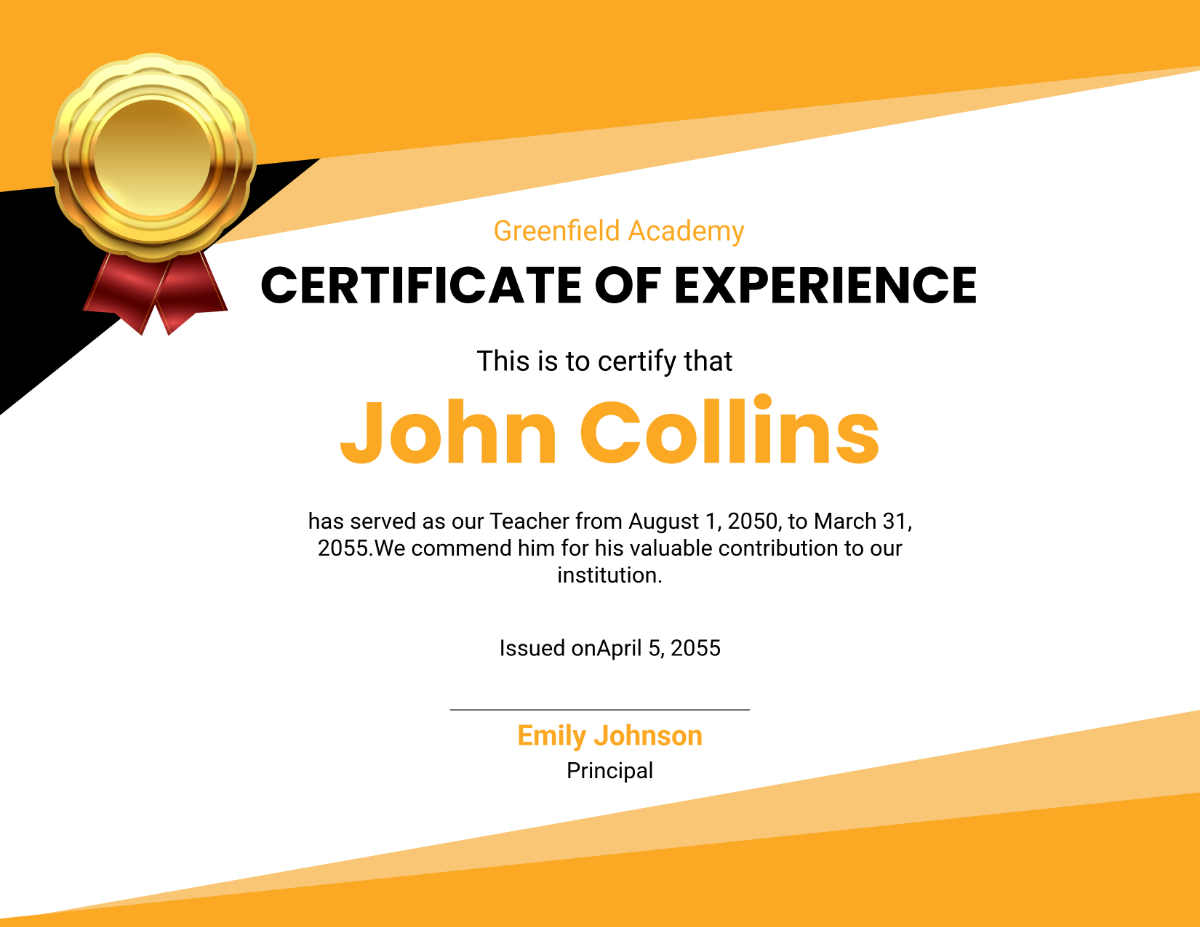 Greenfield Academy
CERTIFICATE OF EXPERIENCE
This is to certify that
John Collins
has served as our Teacher from August 1, 2050, to March 31,
2055.We commend him for his valuable contribution to our
institution.
Issued onApril 5, 2055
Emily Johnson
Principal